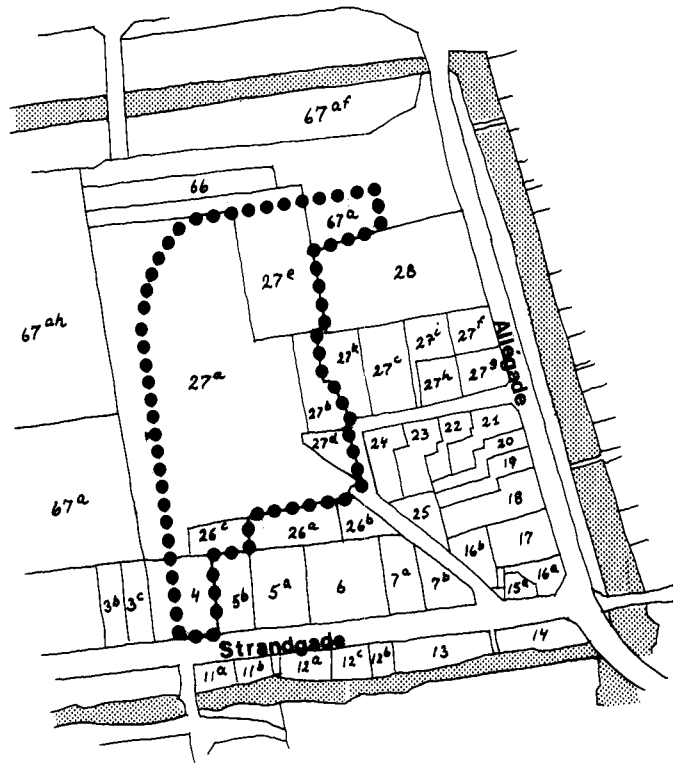 67af
66
67a
27e
28
67ah
27a
27k
27c
27i
27f
27h
27g
Allégade
27b
27d
24
23
22
21
20
19
18
67a
26c
26a
26b
25
17
16b
16a
15a
3b
3c
4
5b
5a
6
7a
7b
Strandgade
14
13
11a
11b
12a
12c
12b